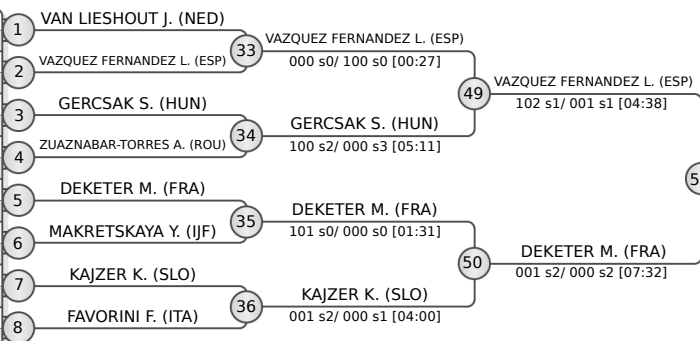 1 VAN LIESHOUT J. (NED)
2 VAZQUEZ FERNANDEZ L. (ESP)
33 VAZQUEZ FERNANDEZ L. (ESP)
000 s0/ 100 s0 [00:27]
3 GERCSAK S. (HUN)
4 ZUAZNABAR-TORRES A. (ROU)
34 GERCSAK S. (HUN)
100 s2/ 000 s3 [05:11]
49 VAZQUEZ FERNANDEZ L. (ESP)
102 s1/ 001 s1 [04:38]
5 DEKETER M. (FRA)
6 MAKRETSKAYA Y. (IJF)
35 DEKETER M. (FRA)
101 s0/ 000 s0 [01:31]
7 KAJZER K. (SLO)
8 FAVORINI F. (ITA)
36 KAJZER K. (SLO)
001 s2/ 000 s1 [04:00]
50 DEKETER M. (FRA)
001 s2/ 000 s2 [07:32]